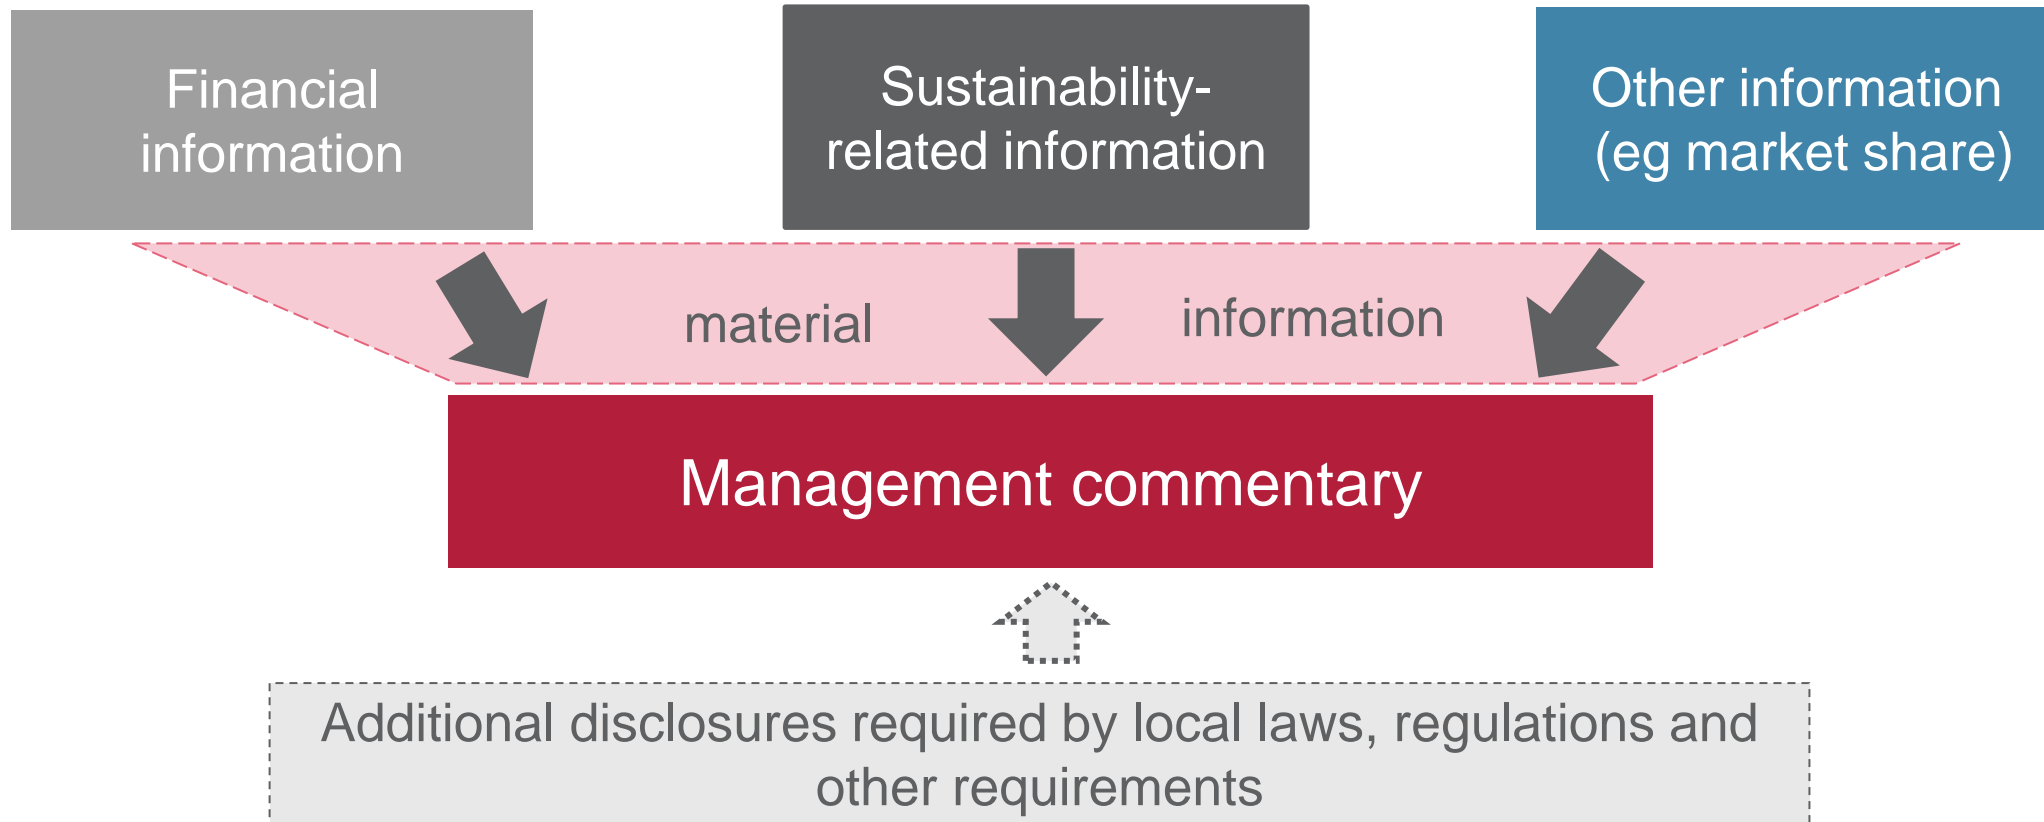 Financial
information
Sustainability-
related information
Other information
(eg market share)
material
information
Management commentary
Additional disclosures required by local laws, regulations and
other requirements